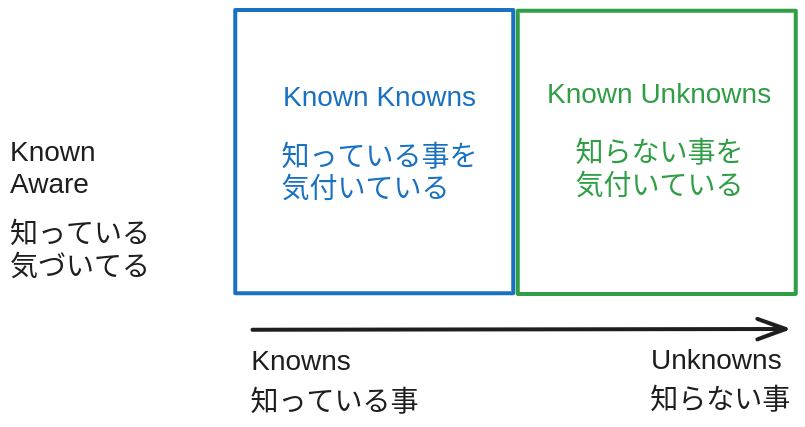 Known
Aware
知っている
気づいてる
Known Knowns
知っている事を
気付いている
Known Unknowns
知らない事を
気付いている
Knowns
知っている事
Unknowns
知らない事